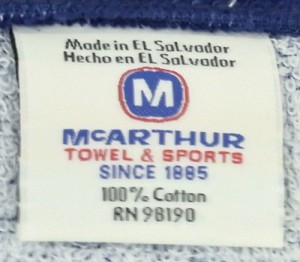 Made in EL SaLvador
Hecho en EL SaLvador
M
McARTHUR
TOWEL & SPORTS
SINCE 1885
100% Cotton
RN 98190